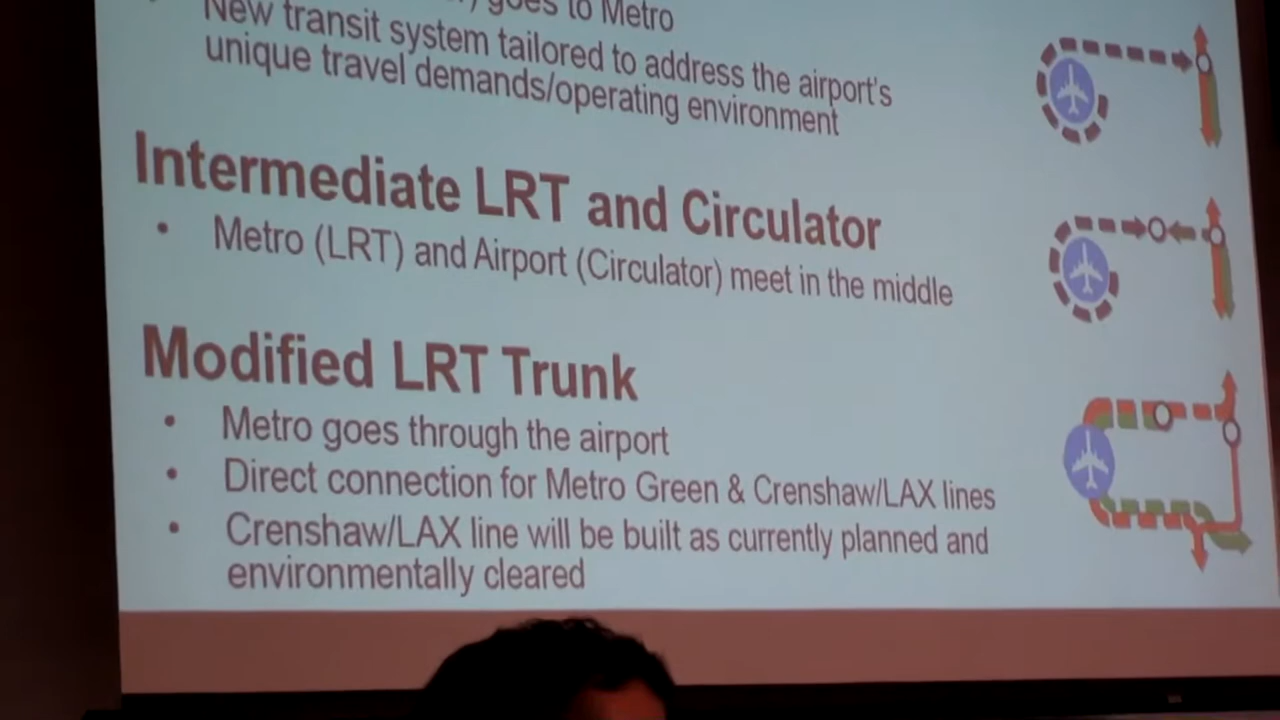 goes to Metro
New transit system tailored to address the airport's
unique travel demands/operating environment
Intermediate LRT and Circulator
• Metro (LRT) and Airport (Circulator) meet in the middle
Modified LRT Trunk
• Metro goes through the airport
• Direct connection for Metro Green & Crenshaw/LAX lines
• Crenshaw/LAX line will be built as currently planned and
environmentally cleared